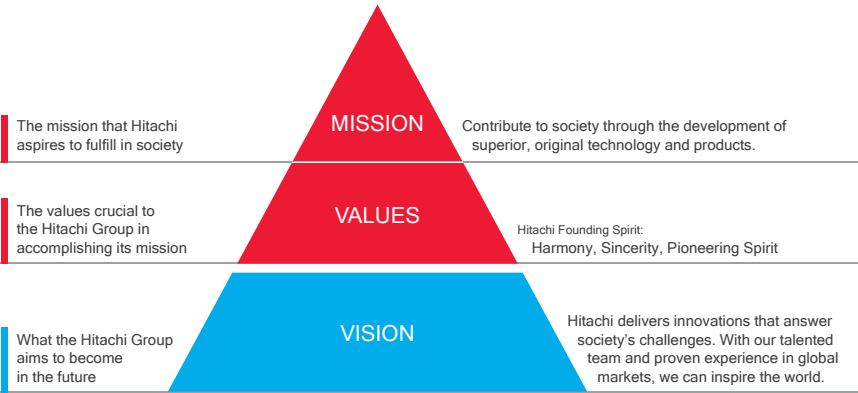 The mission that Hitachi
aspires to fulfill in society
MISSION
Contribute to society through the development of
superior, original technology and products.
The values crucial to
the Hitachi Group in
accomplishing its mission
VALUES
Hitachi Founding Spirit:
Harmony, Sincerity, Pioneering Spirit
What the Hitachi Group
aims to become
in the future
VISION
Hitachi delivers innovations that answer
society’s challenges. With our talented
team and proven experience in global
markets, we can inspire the world.